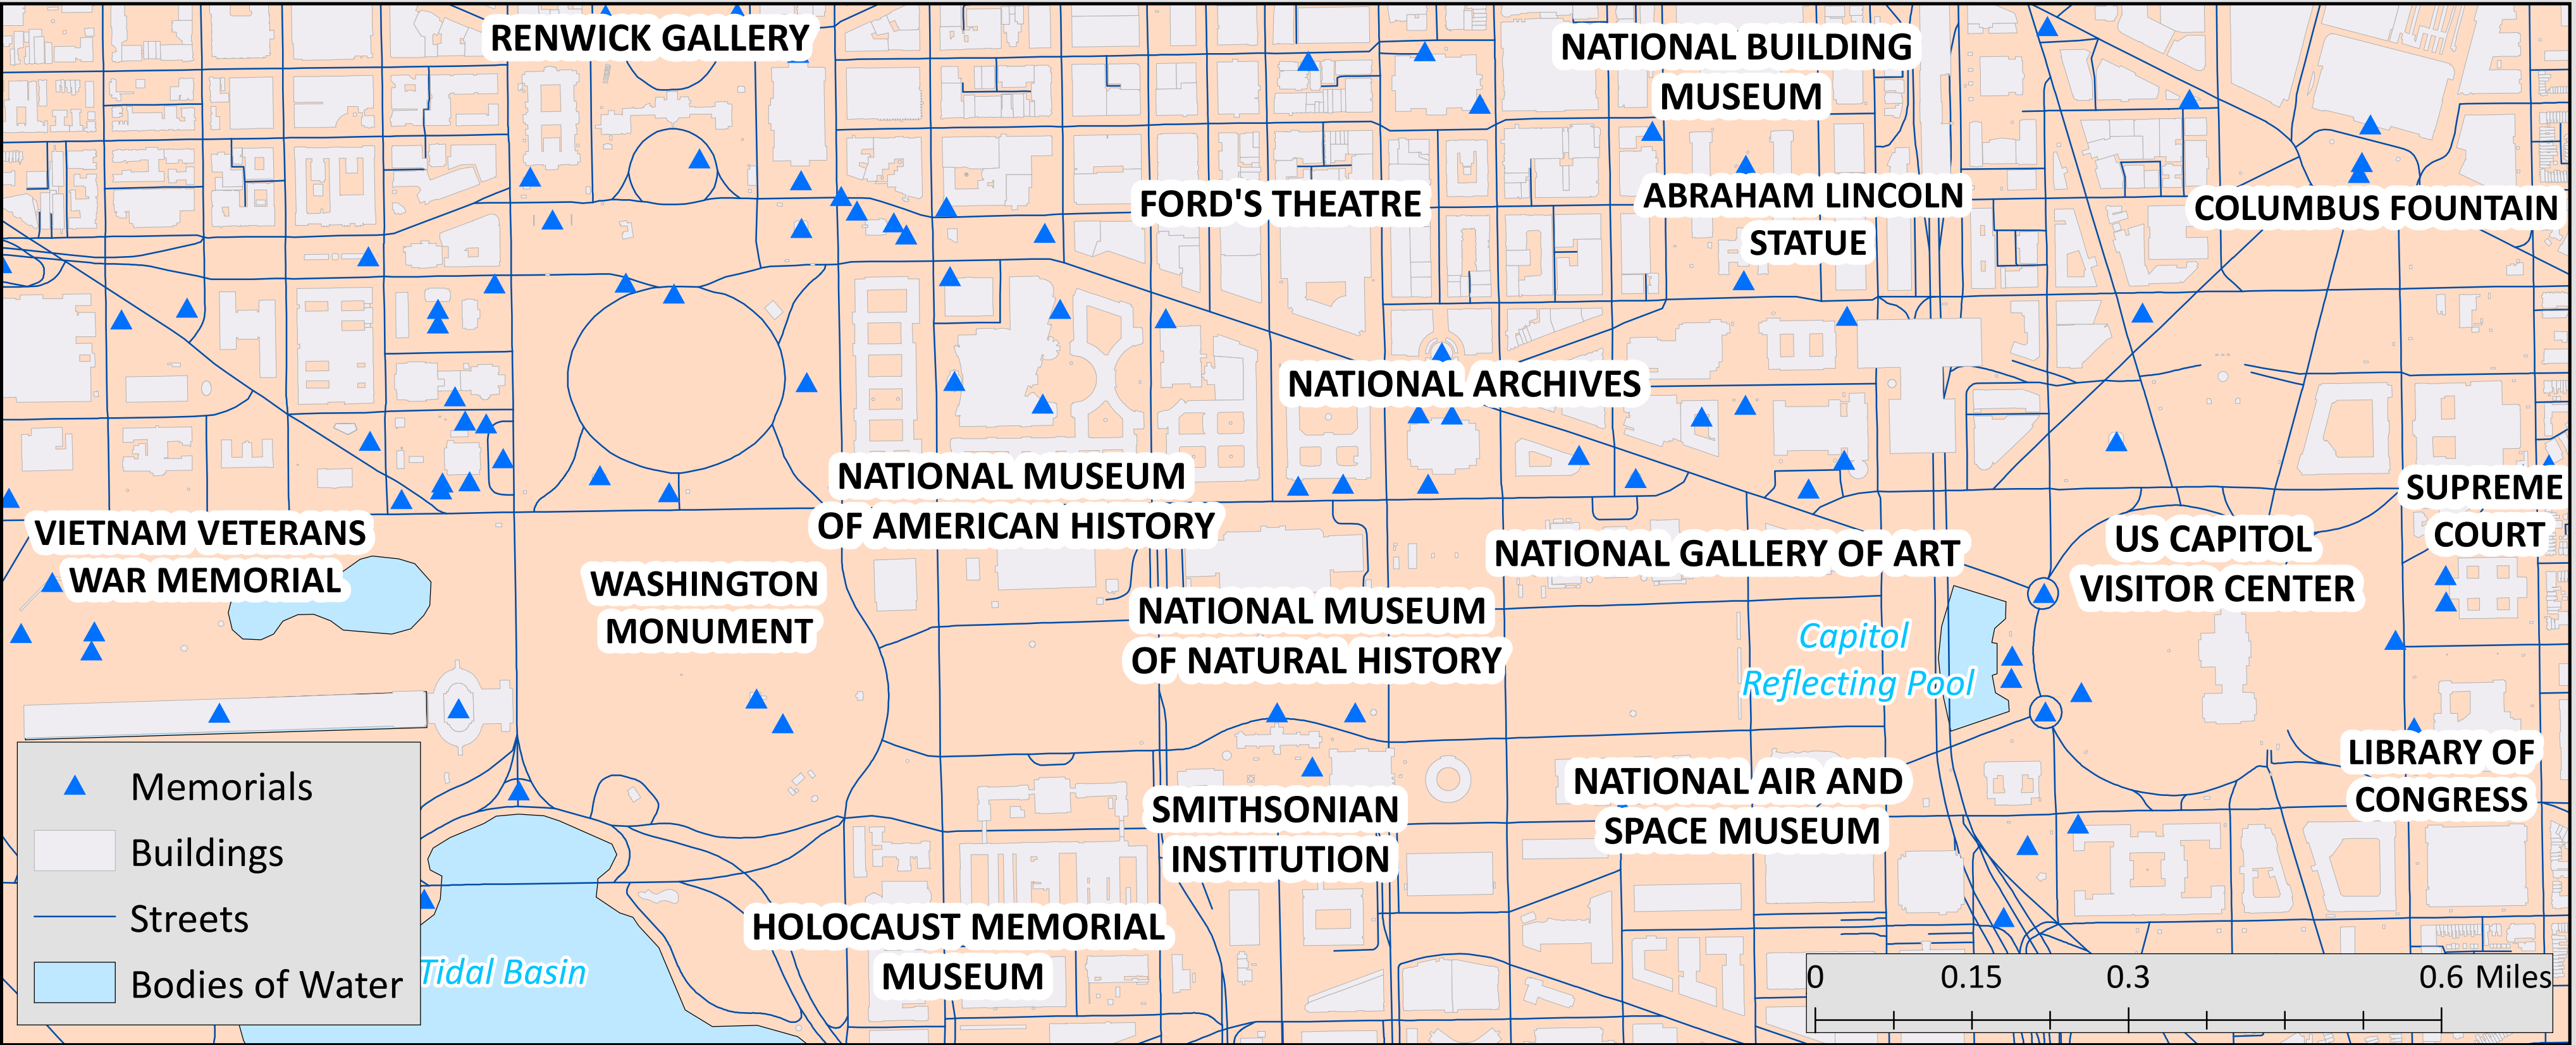 RENWICK GALLERY
NATIONAL BUILDING
MUSEUM
FORD'S THEATRE
ABRAHAM LINCOLN
STATUE
COLUMBUS FOUNTAIN
NATIONAL ARCHIVES
NATIONAL MUSEUM
OF AMERICAN HISTORY
VIETNAM VETERANS
WAR MEMORIAL
WASHINGTON
MONUMENT
NATIONAL MUSEUM
OF NATURAL HISTORY
NATIONAL GALLERY OF ART
US CAPITOL
VISITOR CENTER
SUPREME
COURT
Capitol
Reflecting Pool
LIBRARY OF
CONGRESS
NATIONAL AIR AND
SPACE MUSEUM
SMITHSONIAN
INSTITUTION
HOLOCAUST MEMORIAL
MUSEUM
Tidal Basin
Memorials
Buildings
Streets
Bodies of Water
0 0.15 0.3 0.6 Miles